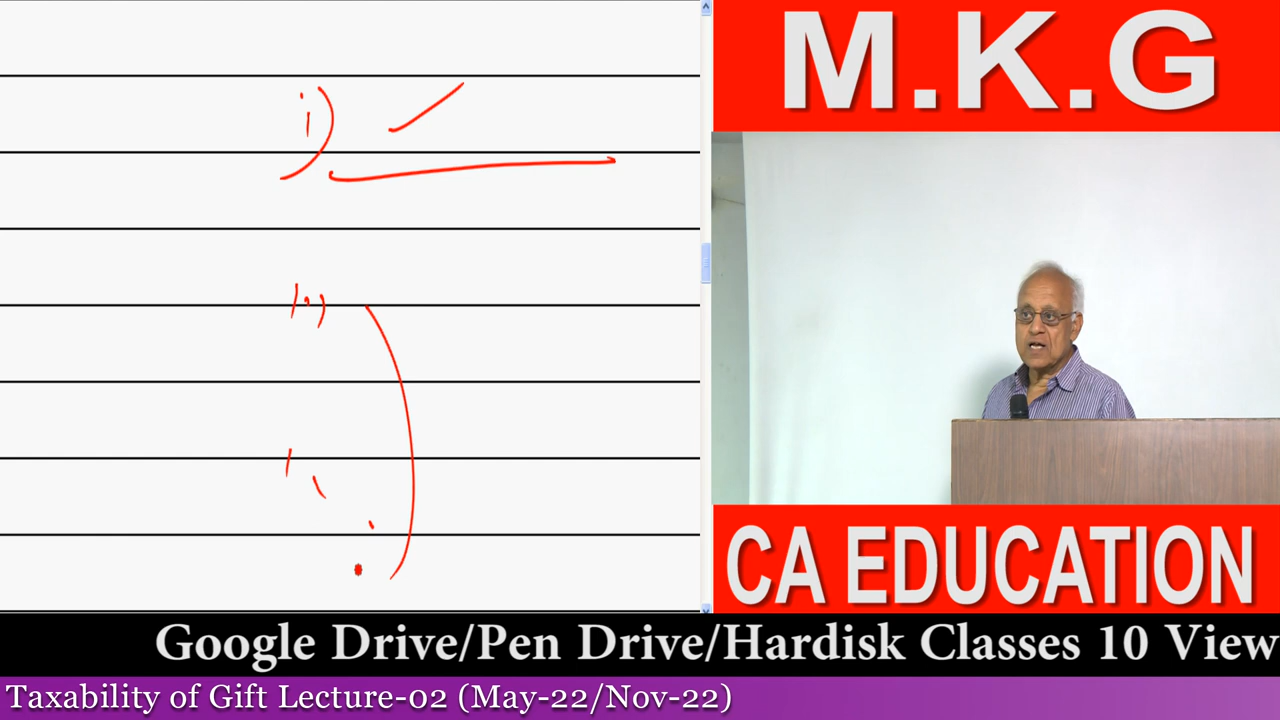 i)
M.K.G
CA EDUCATION
Google Drive/Pen Drive/Hardisk Classes 10 View
Taxability of Gift Lecture-02 (May-22/Nov-22)